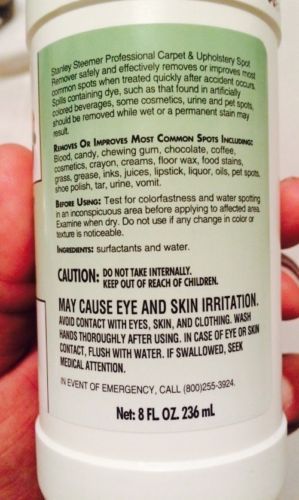 Stanley Steemer Professional Carpet & Upholstery Spot
Remover safely and effectively removes or improves most
common spots when treated quickly after accident occurs.
Spills containing dye, such as that found in artificially
colored beverages, some cosmetics, urine and pet spots,
should be removed while wet or a permanent stain may
result.
Removes Or Improves Most Common Spots Including:
Blood, candy, chewing gum, chocolate, coffee,
cosmetics, crayon, creams, floor wax, food stains,
grass, grease, inks, juices, lipstick, liquor, oils, pet spots,
shoe polish, tar, urine, vomit.
Before Using: Test for colorfastness and water spotting
in an inconspicuous area before applying to affected area.
Examine when dry. Do not use if any change in color or
texture is noticeable.
Ingredients: surfactants and water.
CAUTION: DO NOT TAKE INTERNALLY.
KEEP OUT OF REACH OF CHILDREN.
MAY CAUSE EYE AND SKIN IRRITATION.
AVOID CONTACT WITH EYES, SKIN, AND CLOTHING. WASH
HANDS THOROUGHLY AFTER USING. IN CASE OF EYE OR SKIN
CONTACT, FLUSH WITH WATER. IF SWALLOWED, SEEK
MEDICAL ATTENTION.
IN EVENT OF EMERGENCY, CALL (800)255-3924.
Net: 8 FL OZ. 236 mL